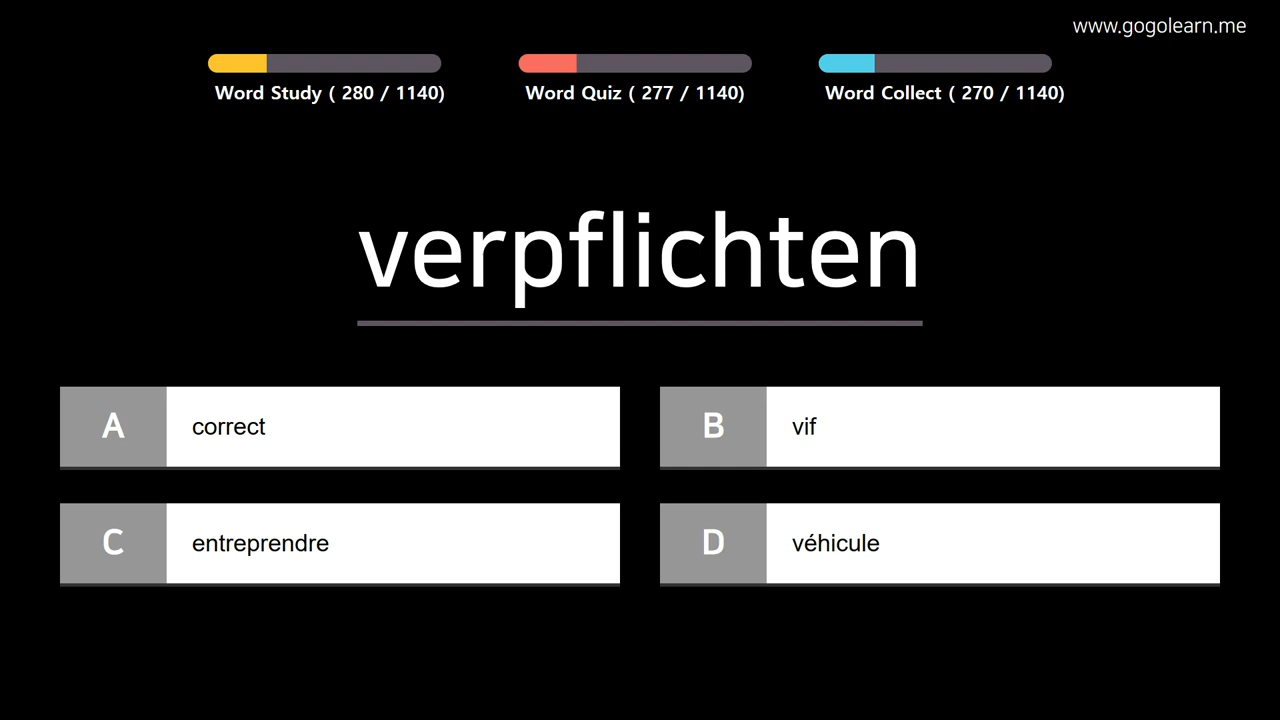 www.gogolearn.me
Word Study ( 280 / 1140)
Word Quiz ( 277 / 1140)
Word Collect ( 270 / 1140)
verpflichten
A correct
B vif
C entreprendre
D véhicule